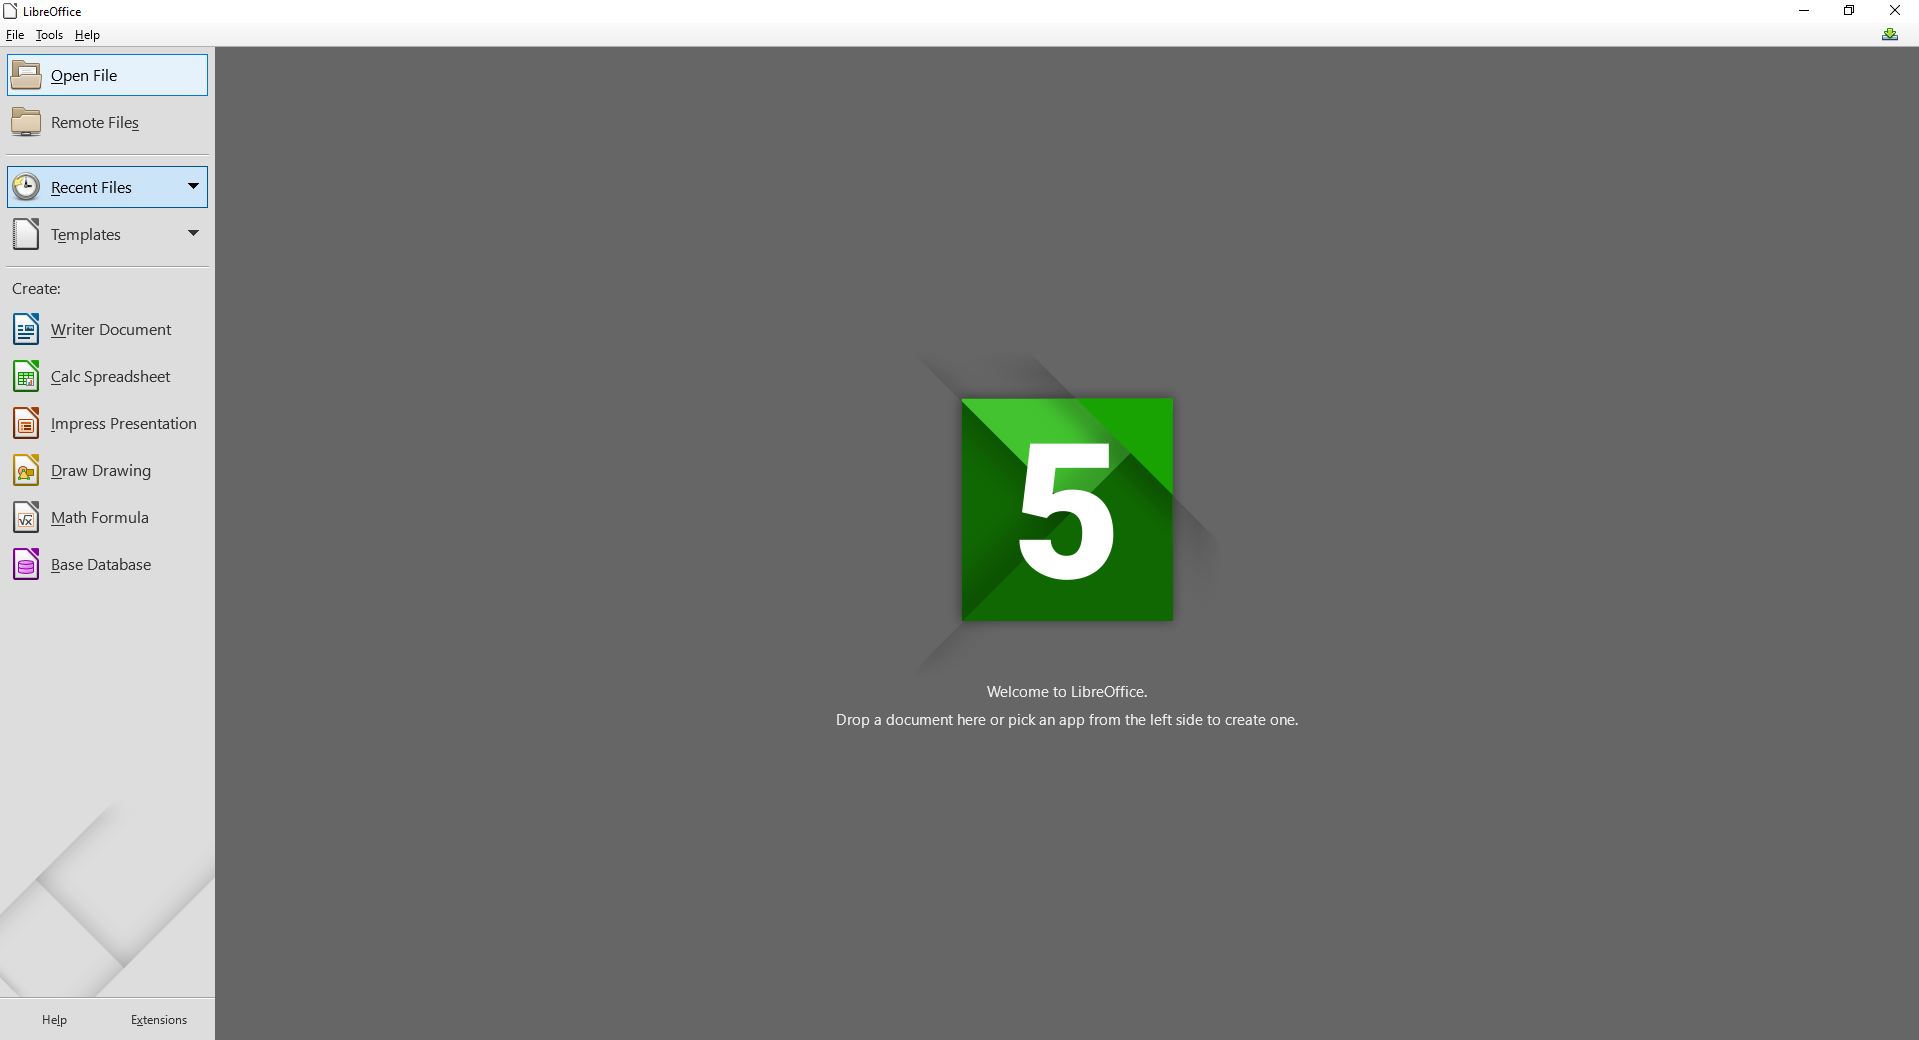 LibreOffice
File Tools Help
Open File
Remote Files
Recent Files
Templates
Create:
Writer Document
Calc Spreadsheet
Impress Presentation
Draw Drawing
Math Formula
Base Database
5
Welcome to LibreOffice.
Drop a document here or pick an app from the left side to create one.
Help Extensions